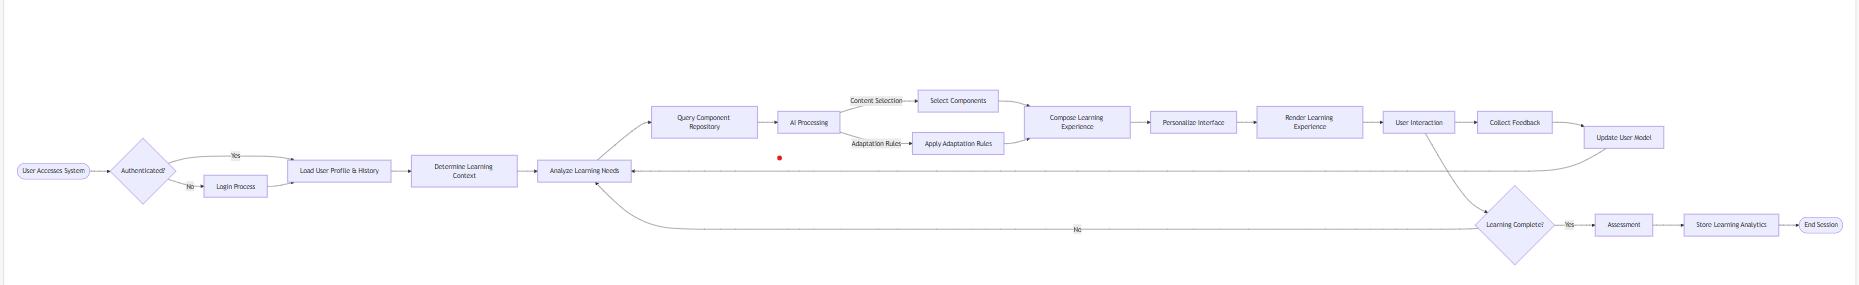 User Accesses System
Authenticated?
Yes
No
Login Process
Load User Profile & History
Determine Learning
Context
Analyze Learning Needs
Query Component
Repository
AI Processing
Content Selection
Adaptation Rules
Select Components
Apply Adaptation Rules
Compose Learning
Experience
Personalize Interface
Render Learning
Experience
User Interaction
Collect Feedback
Update User Model
No
Learning Complete?
Yes
Assessment
Store Learning Analytics
End Session